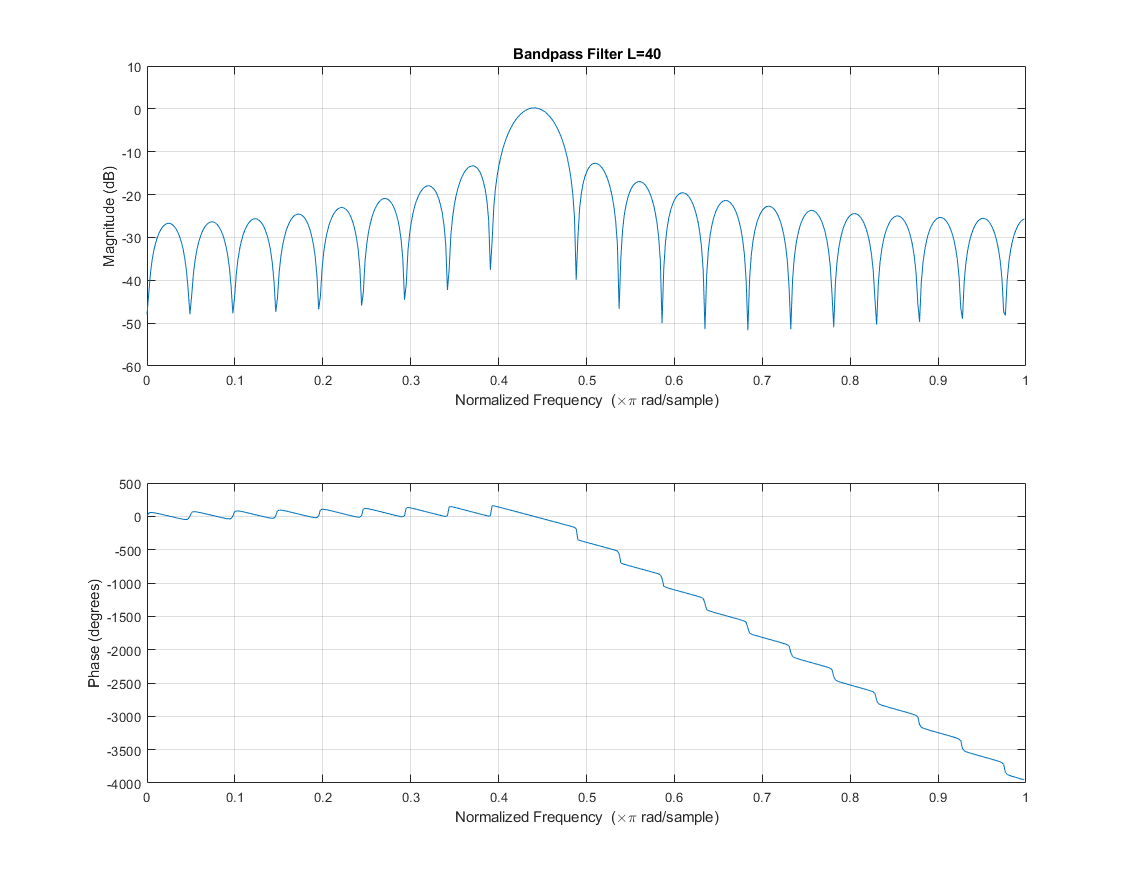 Bandpass Filter L=40
10
0
-10
-20
-30
-40
-50
-60
Magnitude (dB)
0 0.1 0.2 0.3 0.4 0.5 0.6 0.7 0.8 0.9 1
Normalized Frequency (×π rad/sample)
500
0
-500
-1000
-1500
-2000
-2500
-3000
-3500
-4000
Phase (degrees)
0 0.1 0.2 0.3 0.4 0.5 0.6 0.7 0.8 0.9 1
Normalized Frequency (×π rad/sample)